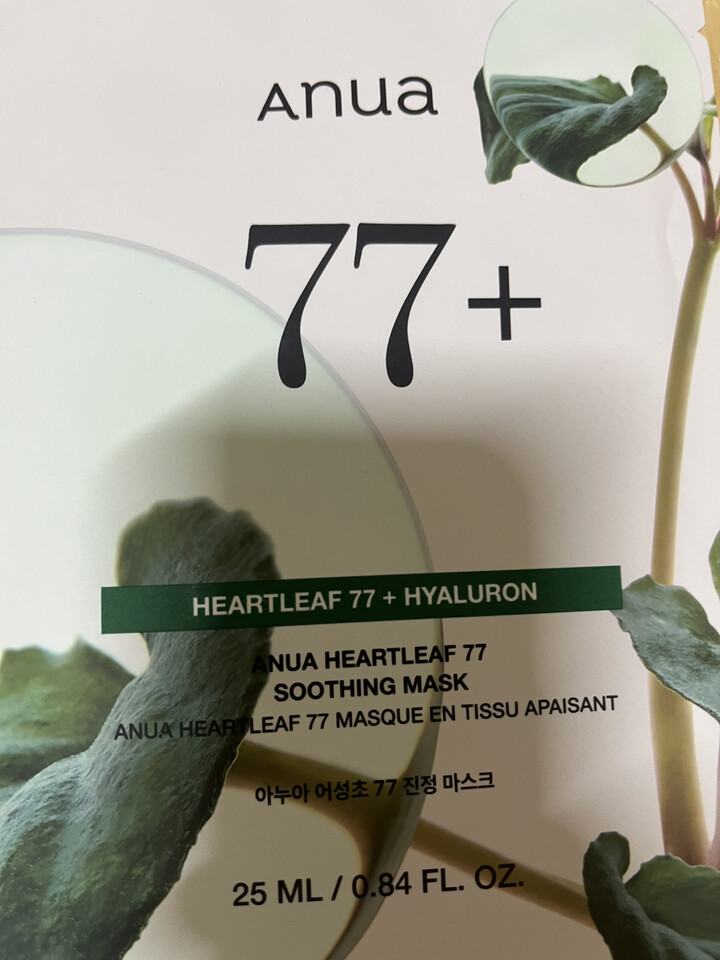 Anua
77+
HEARTLEAF 77 + HYALURON
ANUA HEARTLEAF 77
SOOTHING MASK
ANUA HEARTLEAF 77 MASQUE EN TISSU APAISANT
아누아 어성초 77 진정 마스크
25 ML / 0.84 FL. OZ.